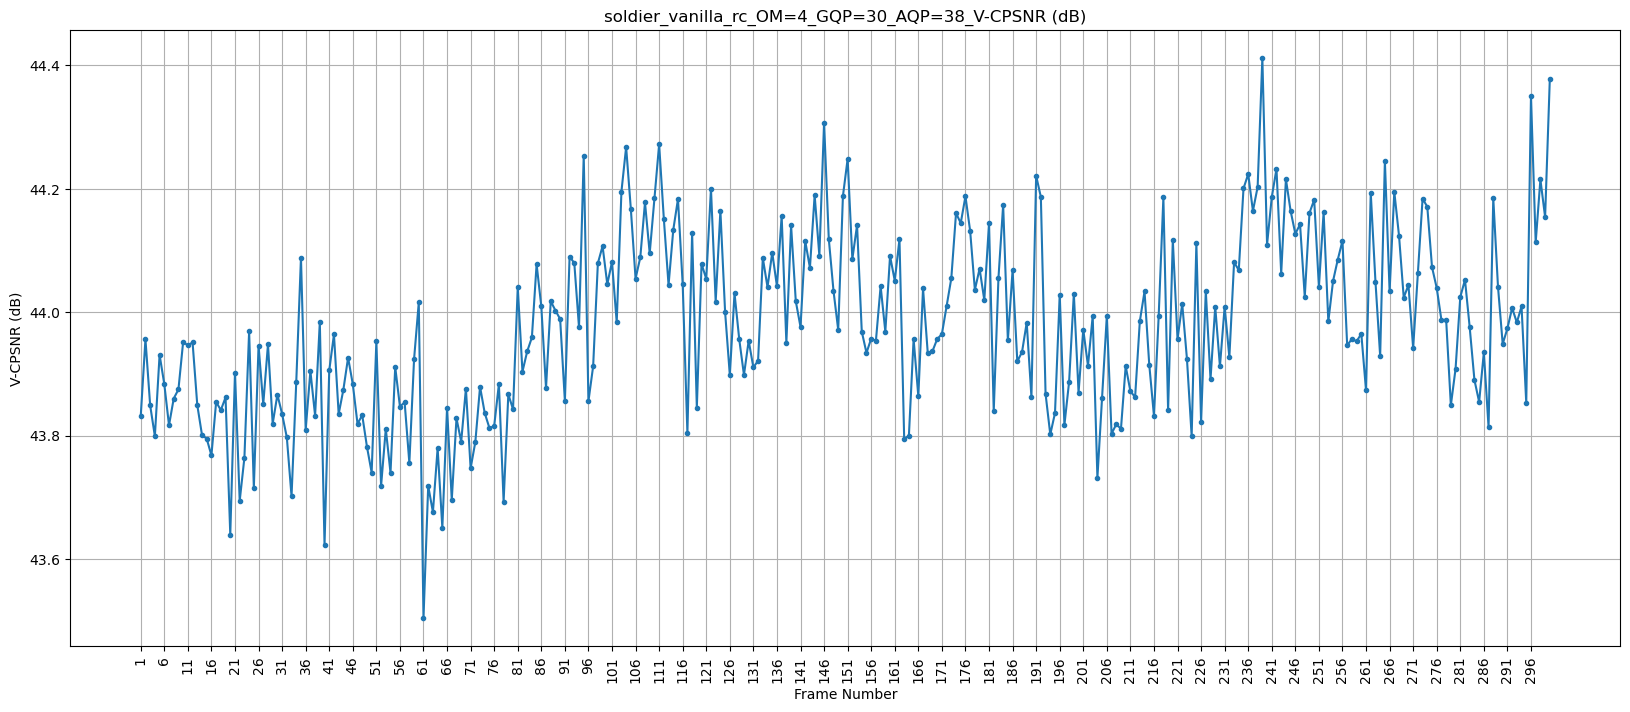 soldier_vanilla_rc_OM=4_GQP=30_AQP=38_V-CPSNR (dB)
V-CPSNR (dB)
44.4
44.2
44.0
43.8
43.6
1 6 11 16 21 26 31 36 41 46 51 56 61 66 71 76 81 86 91 96 101 106 111 116 121 126 131 136 141 146 151 156 161 166 171 176 181 186 191 196 201 206 211 216 221 226 231 236 241 246 251 256 261 266 271 276 281 286 291 296
Frame Number